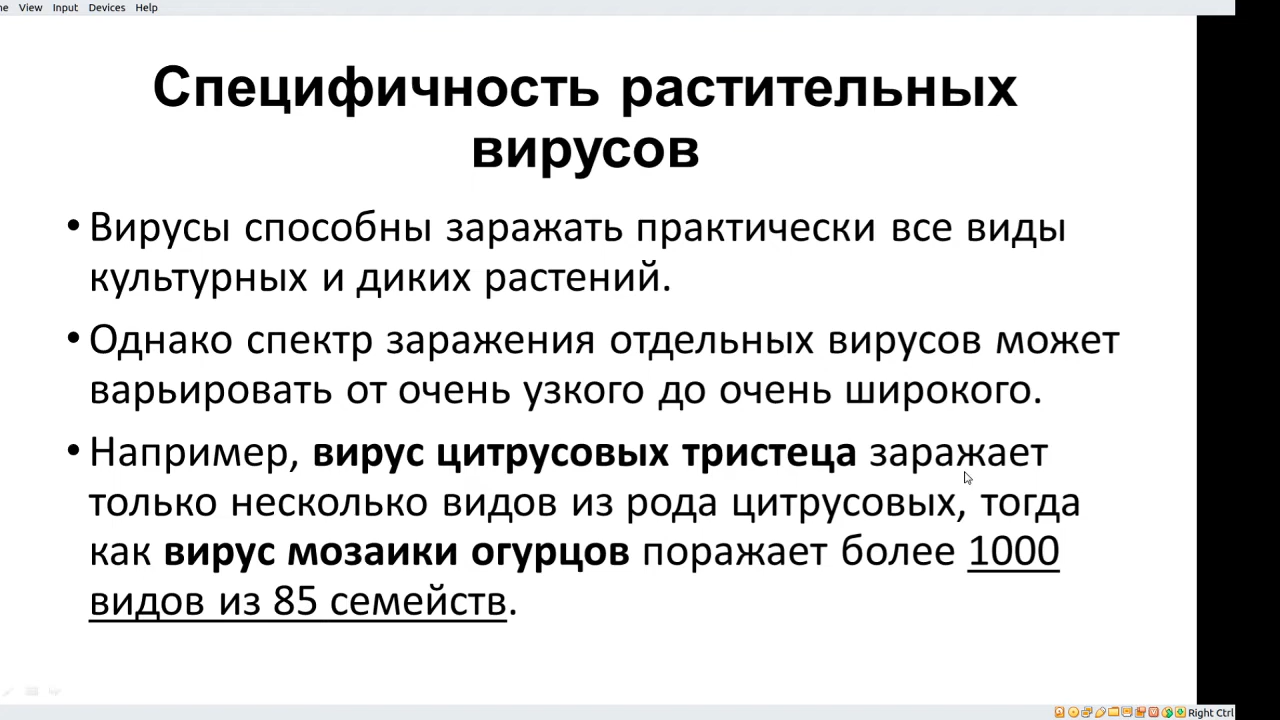 ne View Input Devices Help
Специфичность растительных
вирусов
• Вирусы способны заражать практически все виды
культурных и диких растений.
• Однако спектр заражения отдельных вирусов может
варьировать от очень узкого до очень широкого.
• Например, вирус цитрусовых тристеца заражает
только несколько видов из рода цитрусовых, тогда
как вирус мозаики огурцов поражает более 1000
видов из 85 семейств.
Right Ctrl